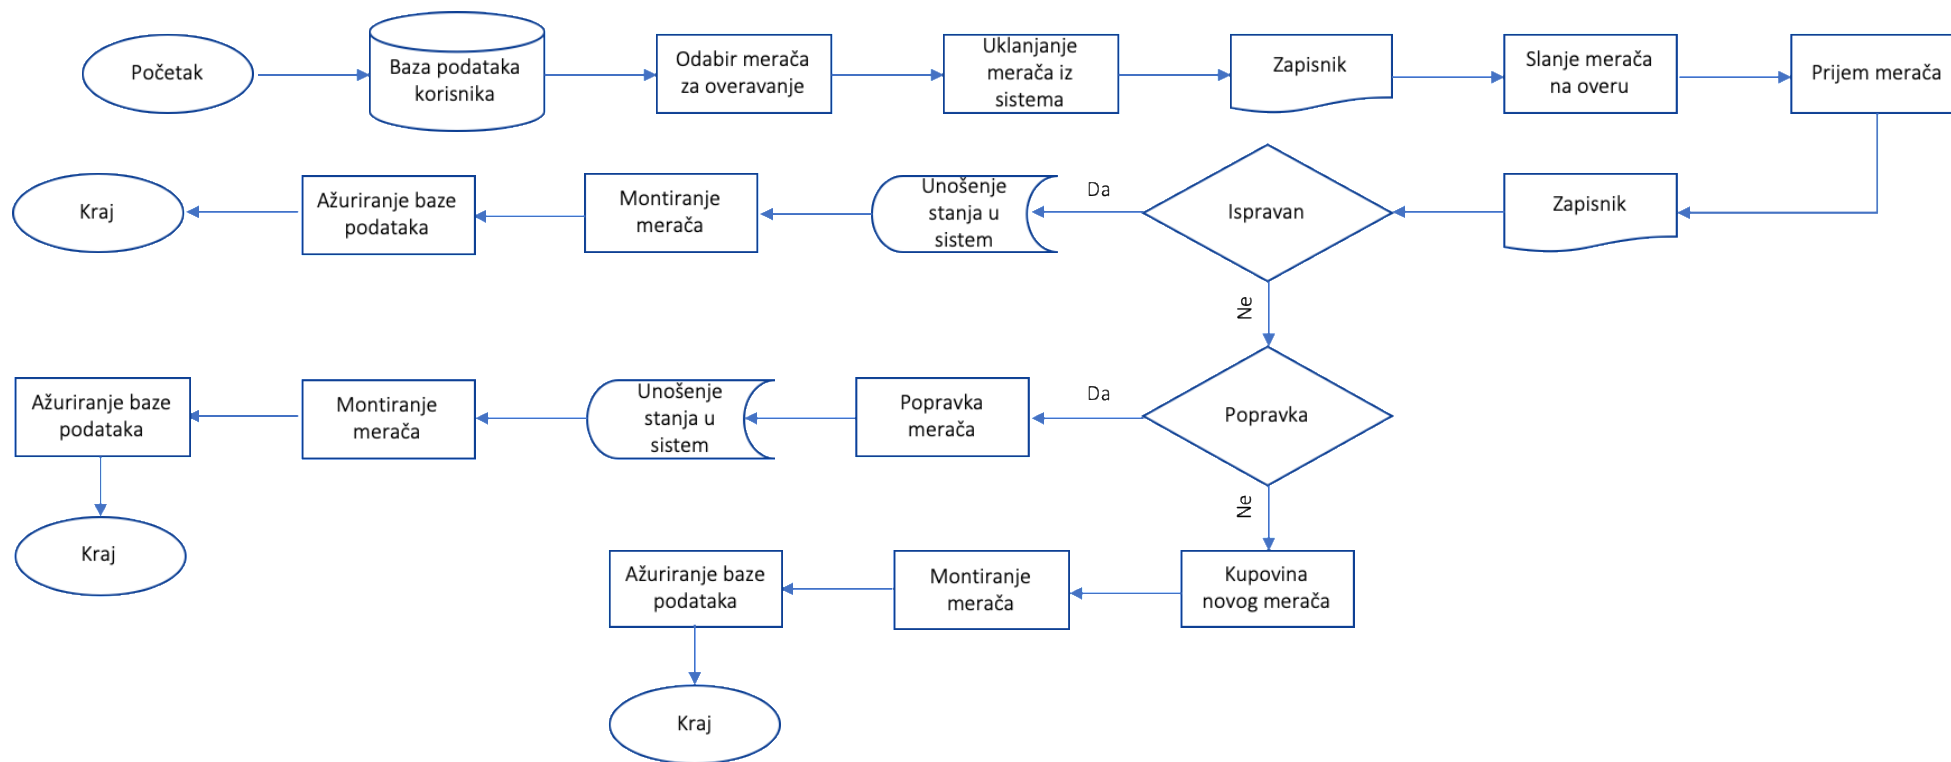 Početak
Baza podataka
korisnika
Odabir merača
za overavanje
Uklanjanje
merača iz
sistema
Zapisnik
Slanje merača
na overu
Prijem merača
Kraj
Ažuriranje baze
podataka
Montiranje
merača
Unošenje
stanja u
sistem
Da
Ispravan
Zapisnik
Ne
Ažuriranje baze
podataka
Montiranje
merača
Unošenje
stanja u
sistem
Popravka
merača
Da
Popravka
Ne
Kraj
Ažuriranje baze
podataka
Montiranje
merača
Kupovina
novog merača
Kraj